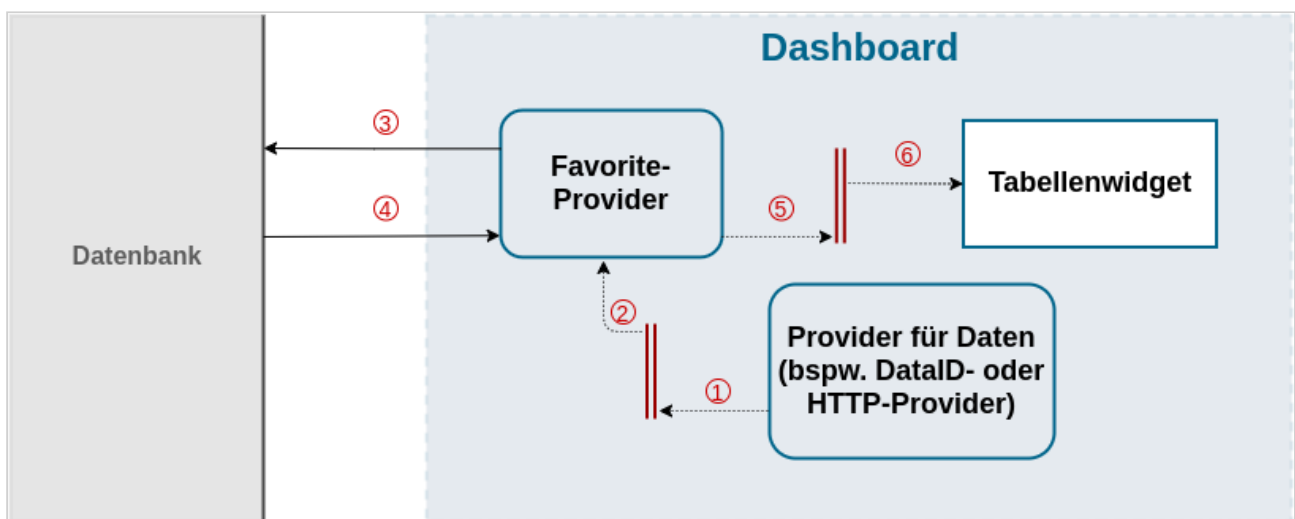 Dashboard
③
Favorite-
Provider
⑥
Tabellenwidget
④
⑤
Datenbank
②
Provider für Daten
(bspw. DataID- oder
HTTP-Provider)
①